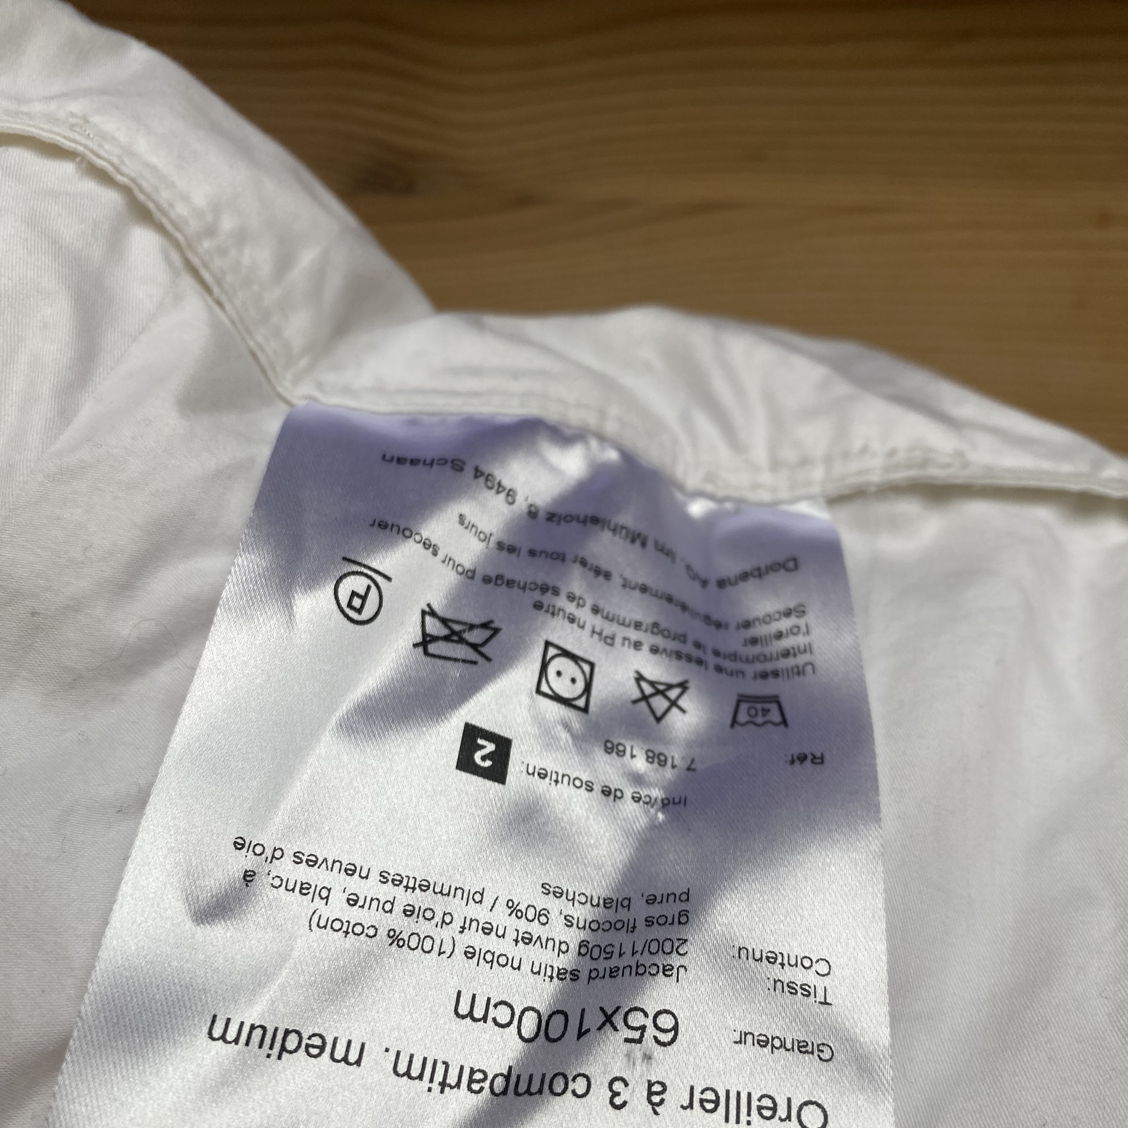 Oreiller à 3 compartim. medium
Grandeur: 65x100cm
Tissu: Jacquard satin noble (100% coton)
Contenu: 200/1150g duvet neuf d'oie pure, blanc, à
gros flocons, 90% / plumettes neuves d'oie
pure, blanches
Indice de soutien: 2
Réf: 7 168 166
40
P
Utiliser une lessive au PH neutre
Interrompre le programme de séchage pour secouer
l'oreiller
Secouer régulièrement, aérer tous les jours
Dorbena AG, Im Mühleholz 8, 9494 Schaan